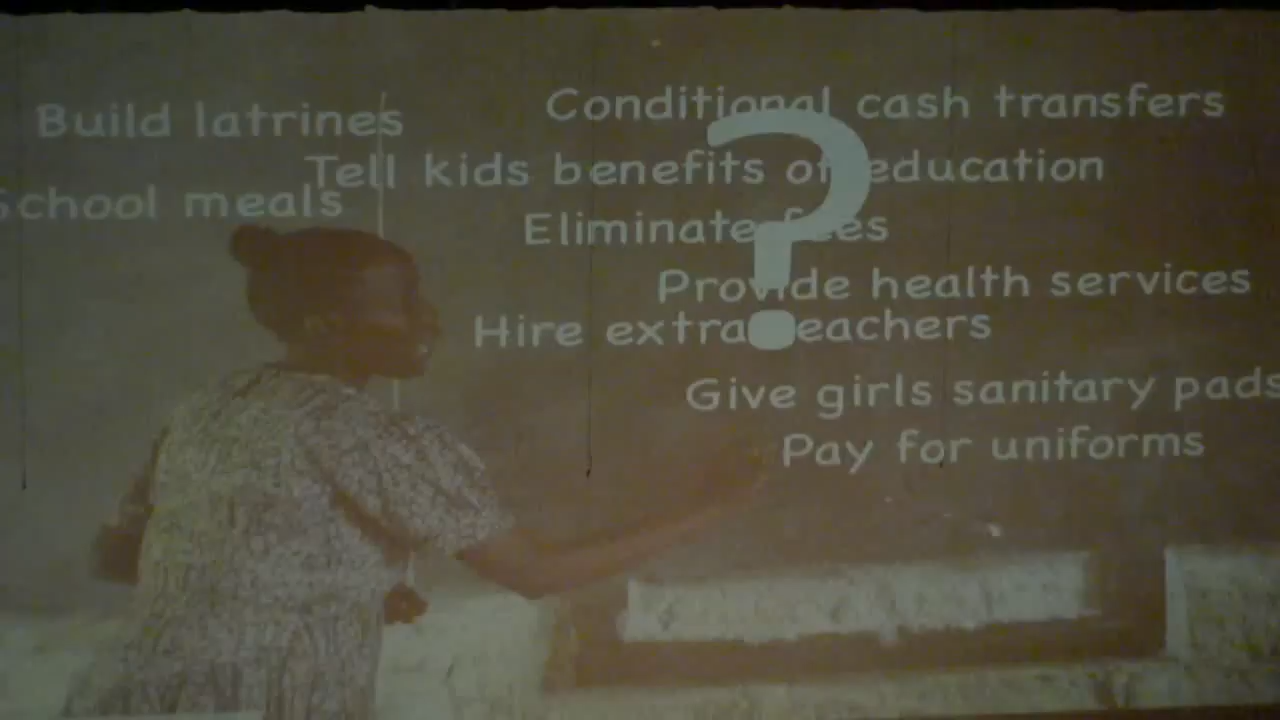 Build latrines
Conditional cash transfers
Tell kids benefits of education
School meals
Eliminate fees
Provide health services
Hire extra teachers
Give girls sanitary pads
Pay for uniforms
?